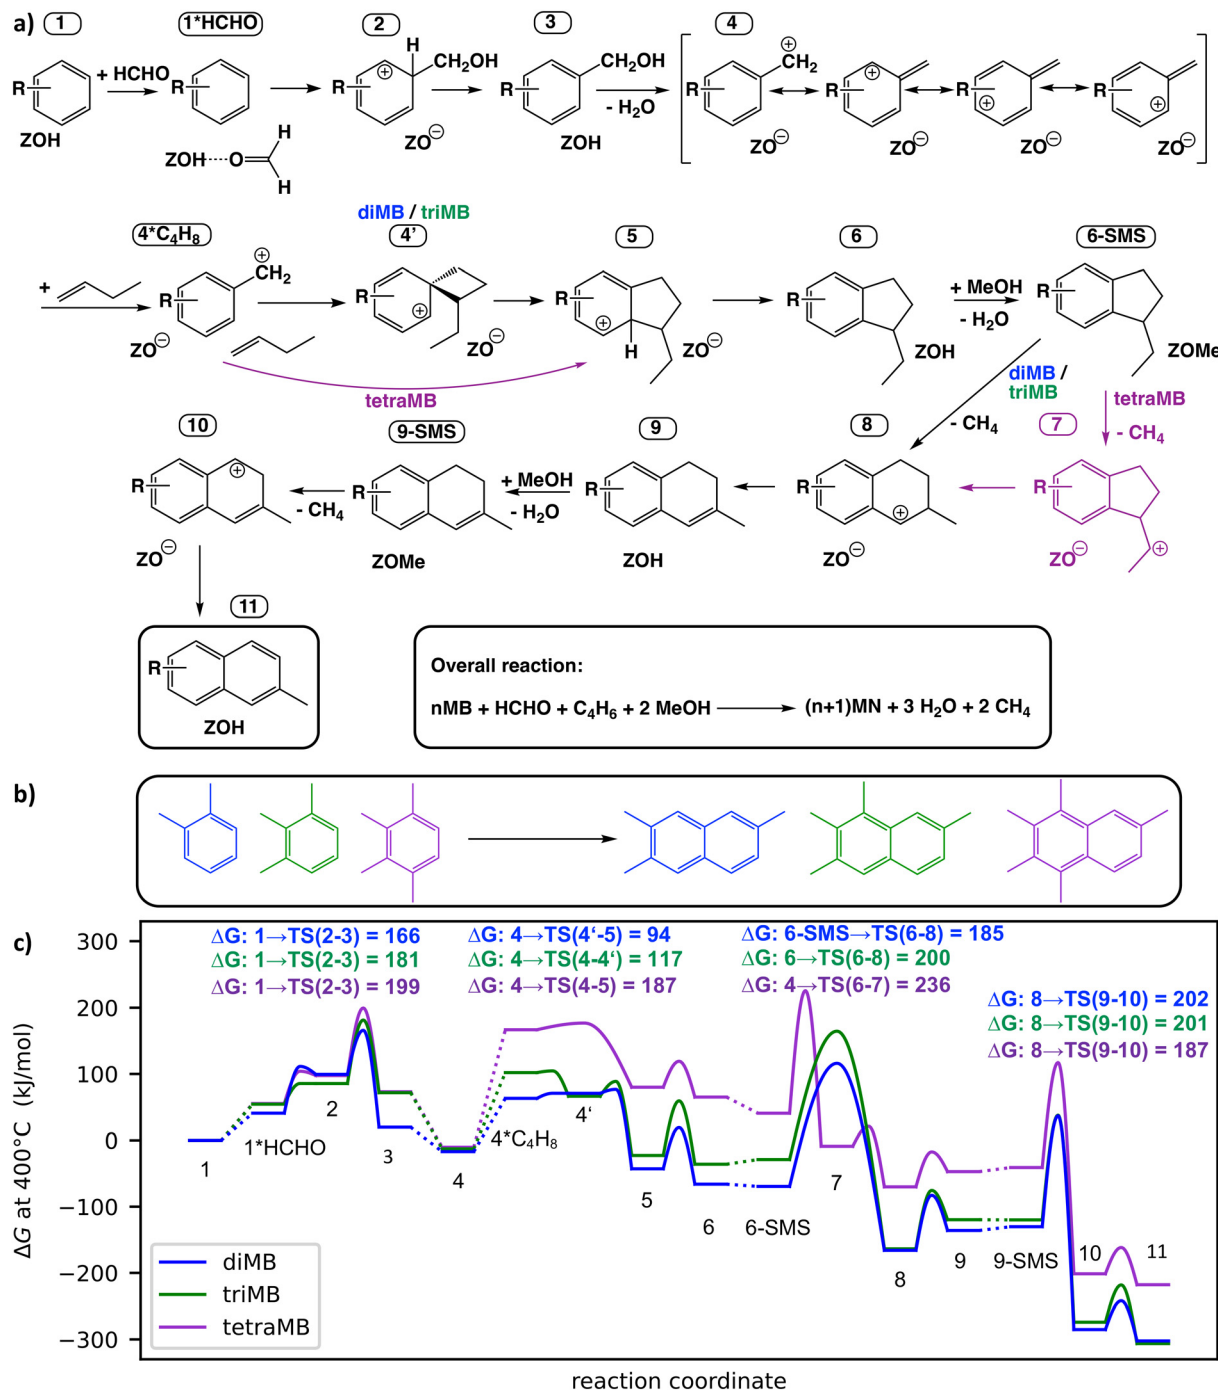 a)
1
1*HCHO
2
3
4
R
ZOH
+ HCHO
R
ZOH
O
H
H
R
H
CH₂OH
⊕
ZO⊖
R
CH₂OH
ZOH
- H₂O
R
⊕
CH₂
ZO⊖
R
⊕
ZO⊖
R
⊕
ZO⊖
R
⊕
ZO⊖
diMB / triMB
4*C₄H₈
4'
5
6
6-SMS
+
R
⊕
CH₂
ZO⊖
R
⊕
ZO⊖
R
⊕
H
ZO⊖
R
ZOH
+ MeOH
- H₂O
R
ZOMe
tetraMB
diMB /
triMB
- CH₄
tetraMB
- CH₄
10
9-SMS
9
8
7
R
⊕
ZO⊖
- CH₄
R
ZOMe
+ MeOH
- H₂O
R
ZOH
R
⊕
ZO⊖
R
ZO⊖
⊕
11
R
ZOH
Overall reaction:
nMB + HCHO + C₄H₆ + 2 MeOH ⟶ (n+1)MN + 3 H₂O + 2 CH₄
b)
c)
ΔG: 1→TS(2-3) = 166
ΔG: 1→TS(2-3) = 181
ΔG: 1→TS(2-3) = 199
ΔG: 4→TS(4‘-5) = 94
ΔG: 4→TS(4-4‘) = 117
ΔG: 4→TS(4-5) = 187
ΔG: 6-SMS→TS(6-8) = 185
ΔG: 6→TS(6-8) = 200
ΔG: 4→TS(6-7) = 236
ΔG: 8→TS(9-10) = 202
ΔG: 8→TS(9-10) = 201
ΔG: 8→TS(9-10) = 187
ΔG at 400°C (kJ/mol)
300
200
100
0
−100
−200
−300
1
1*HCHO
2
3
4
4*C₄H₈
4‘
5
6
6-SMS
7
8
9
9-SMS
10
11
diMB
triMB
tetraMB
reaction coordinate